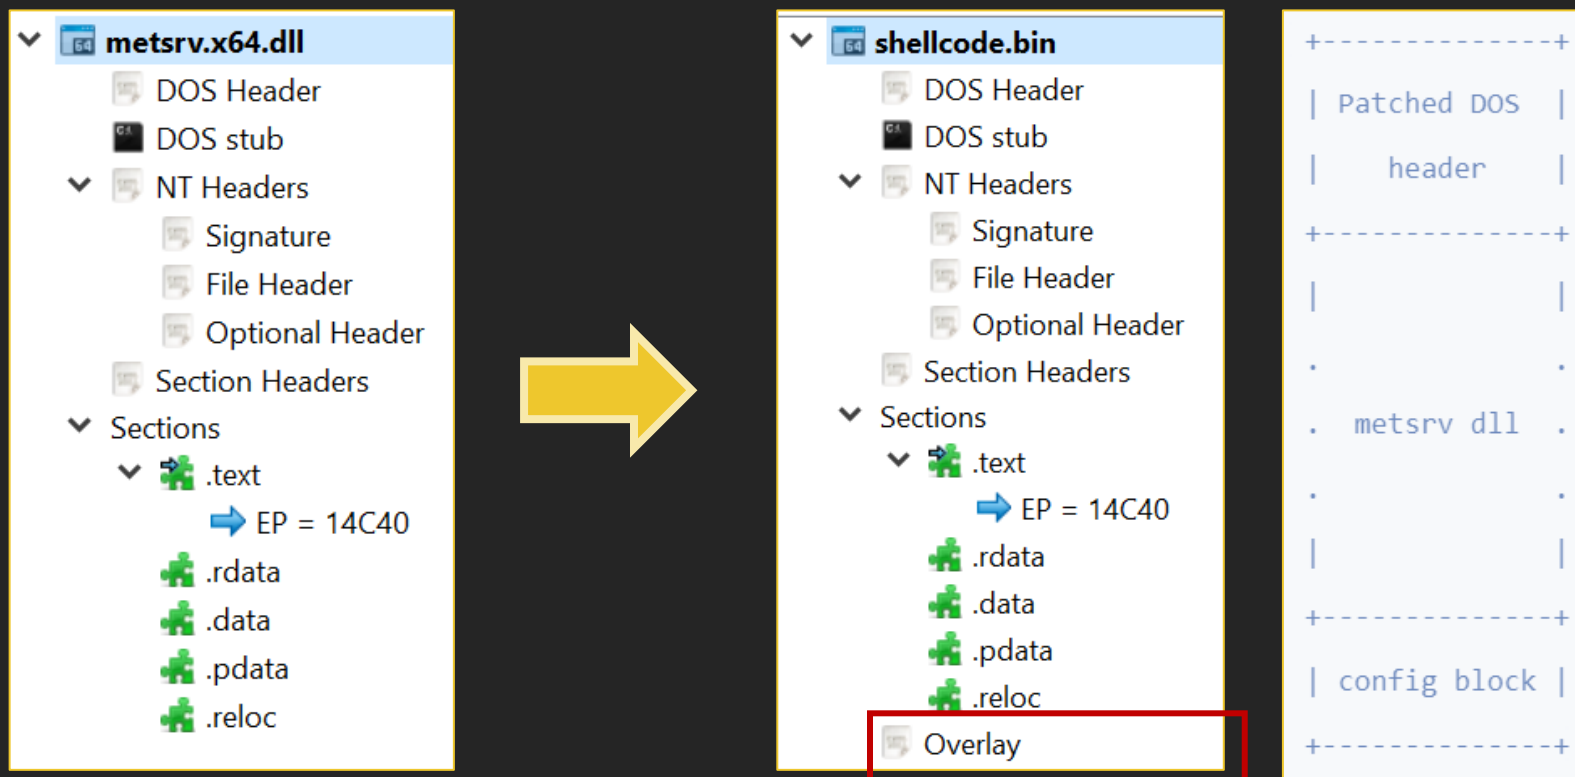 metsrv.x64.dll
DOS Header
DOS stub
NT Headers
Signature
File Header
Optional Header
Section Headers
Sections
.text
EP = 14C40
.rdata
.data
.pdata
.reloc
shellcode.bin
DOS Header
DOS stub
NT Headers
Signature
File Header
Optional Header
Section Headers
Sections
.text
EP = 14C40
.rdata
.data
.pdata
.reloc
Overlay
+--------------+
| Patched DOS |
| header |
+--------------+
| |
. .
. metsrv dll .
. .
| |
+--------------+
| config block |
+--------------+